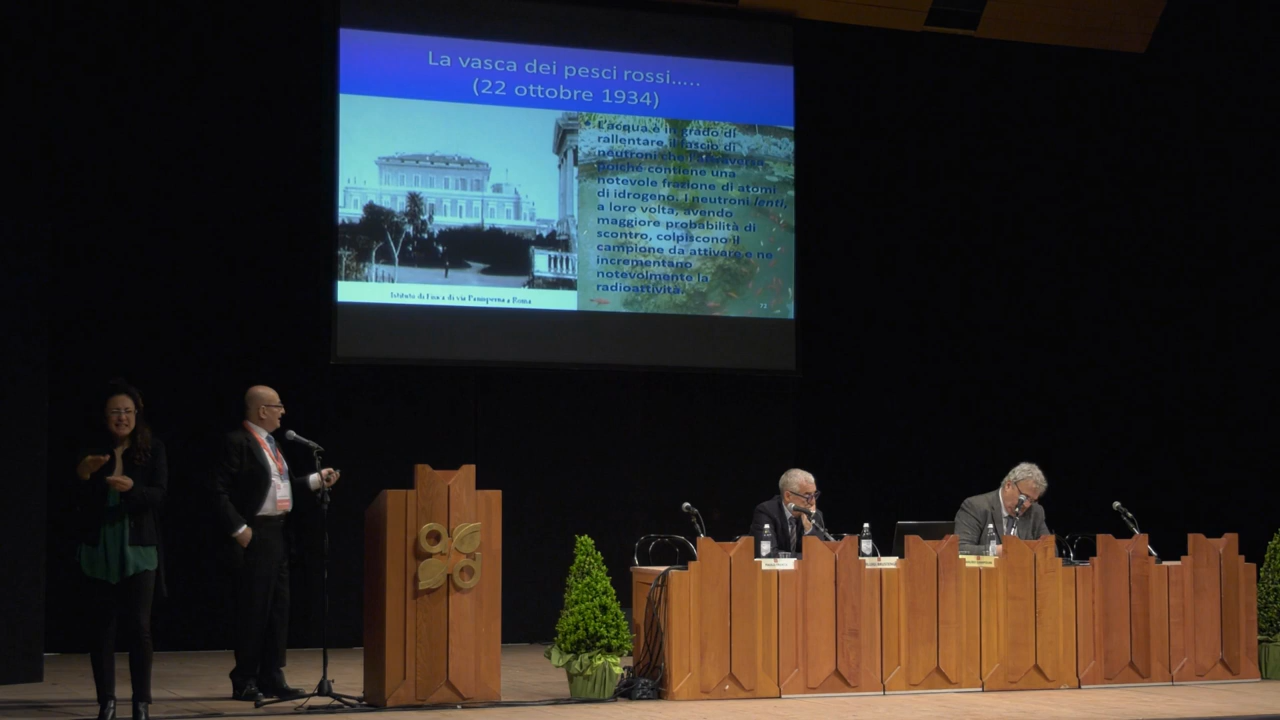 La vasca dei pesci rossi.....
(22 ottobre 1934)
• L'acqua è in grado di
rallentare il fascio di
neutroni che l'attraversa
poiché contiene una
notevole frazione di atomi
di idrogeno. I neutroni lenti,
a loro volta, avendo
maggiore probabilità di
scontro, colpiscono il
campione da attivare e ne
incrementano
notevolmente la
radioattività.
Istituto di Fisica di via Panisperna a Roma
72